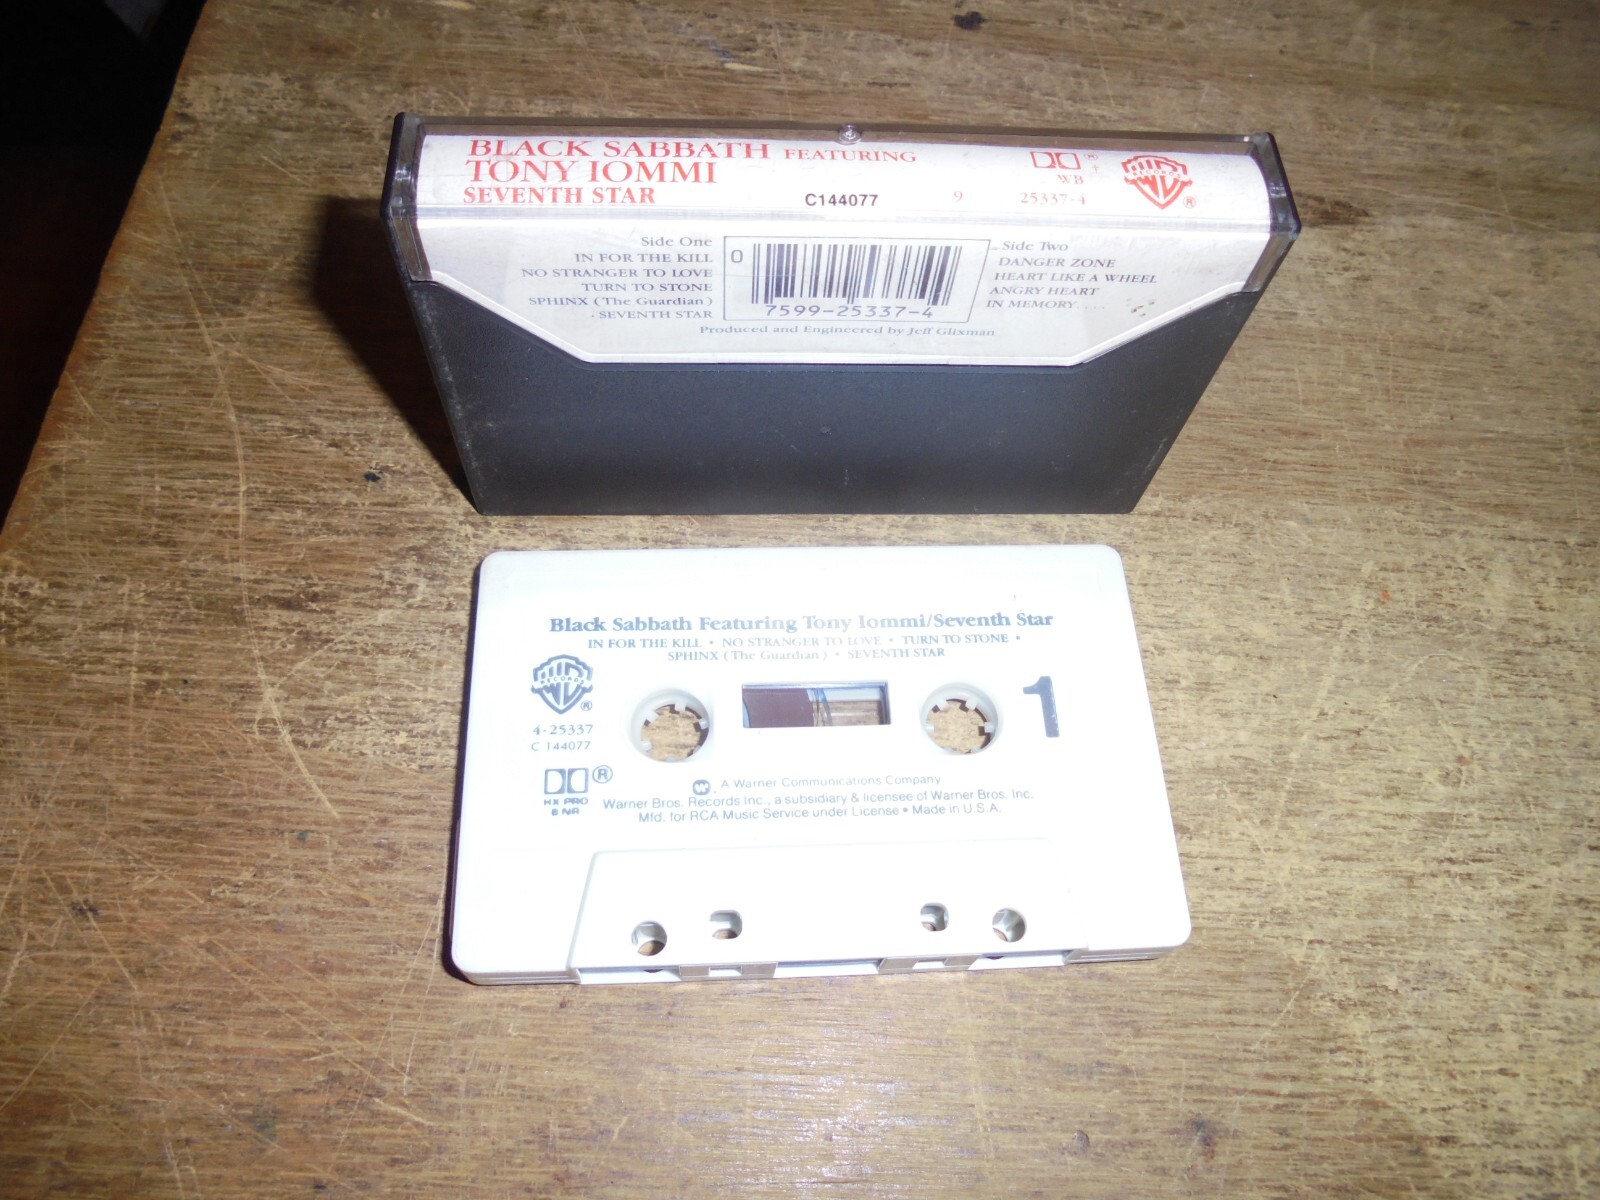 BLACK SABBATH FEATURING
TONY IOMMI
SEVENTH STAR
C144077
9 25337-4
WB
®
RECORDS
®
Side One
IN FOR THE KILL
NO STRANGER TO LOVE
TURN TO STONE
SPHINX (The Guardian)
SEVENTH STAR
0
7599-25337-4
Side Two
DANGER ZONE
HEART LIKE A WHEEL
ANGRY HEART
IN MEMORY....
Produced and Engineered by Jeff Glixman
Black Sabbath Featuring Tony Iommi/Seventh Star
IN FOR THE KILL • NO STRANGER TO LOVE • TURN TO STONE •
SPHINX (The Guardian) • SEVENTH STAR
RECORDS
®
4-25337
C 144077
1
®
HX PRO
B NR
A Warner Communications Company
Warner Bros. Records Inc., a subsidiary & licensee of Warner Bros. Inc.
Mfd. for RCA Music Service under License • Made in U.S.A.